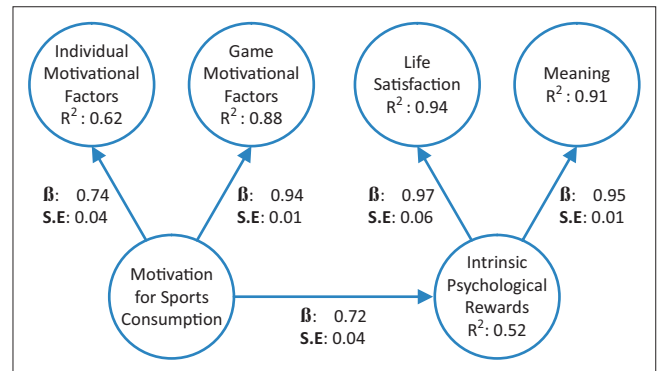 Individual
Motivational
Factors
R²: 0.62
Game
Motivational
Factors
R²: 0.88
Life
Satisfaction
R²: 0.94
Meaning
R²: 0.91
ß: 0.74
S.E: 0.04
ß: 0.94
S.E: 0.01
ß: 0.97
S.E: 0.06
ß: 0.95
S.E: 0.01
Motivation
for Sports
Consumption
ß: 0.72
S.E: 0.04
Intrinsic
Psychological
Rewards
R²: 0.52